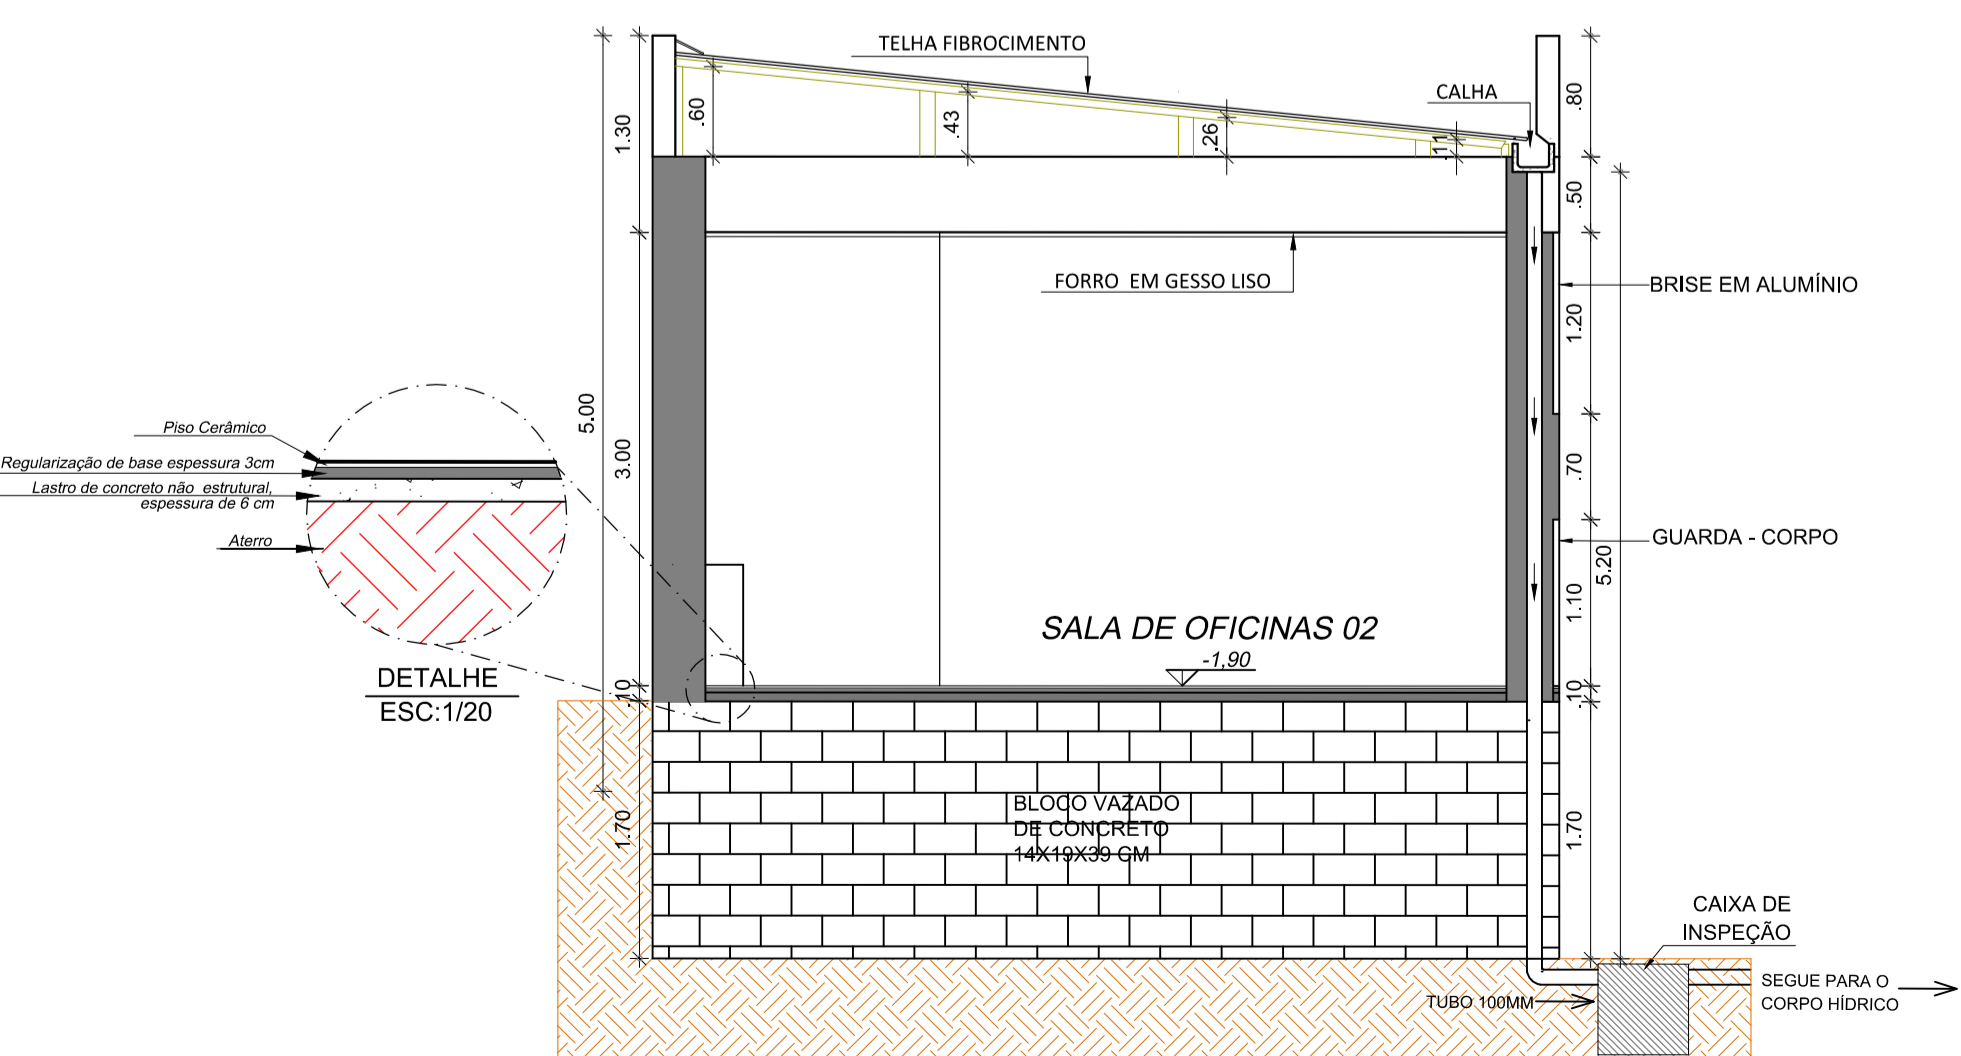 TELHA FIBROCIMENTO
CALHA
.60
.43
.26
.11
1.30
.80
.50
FORRO EM GESSO LISO
BRISE EM ALUMÍNIO
1.20
5.00
3.00
.70
Piso Cerâmico
Regularização de base espessura 3cm
Lastro de concreto não estrutural,
espessura de 6 cm
Aterro
GUARDA - CORPO
5.20
1.10
SALA DE OFICINAS 02
-1,90
DETALHE
ESC:1/20
.10
.10
BLOCO VAZADO
DE CONCRETO
14X19X39 CM
1.70
1.70
CAIXA DE
INSPEÇÃO
TUBO 100MM
SEGUE PARA O
CORPO HÍDRICO